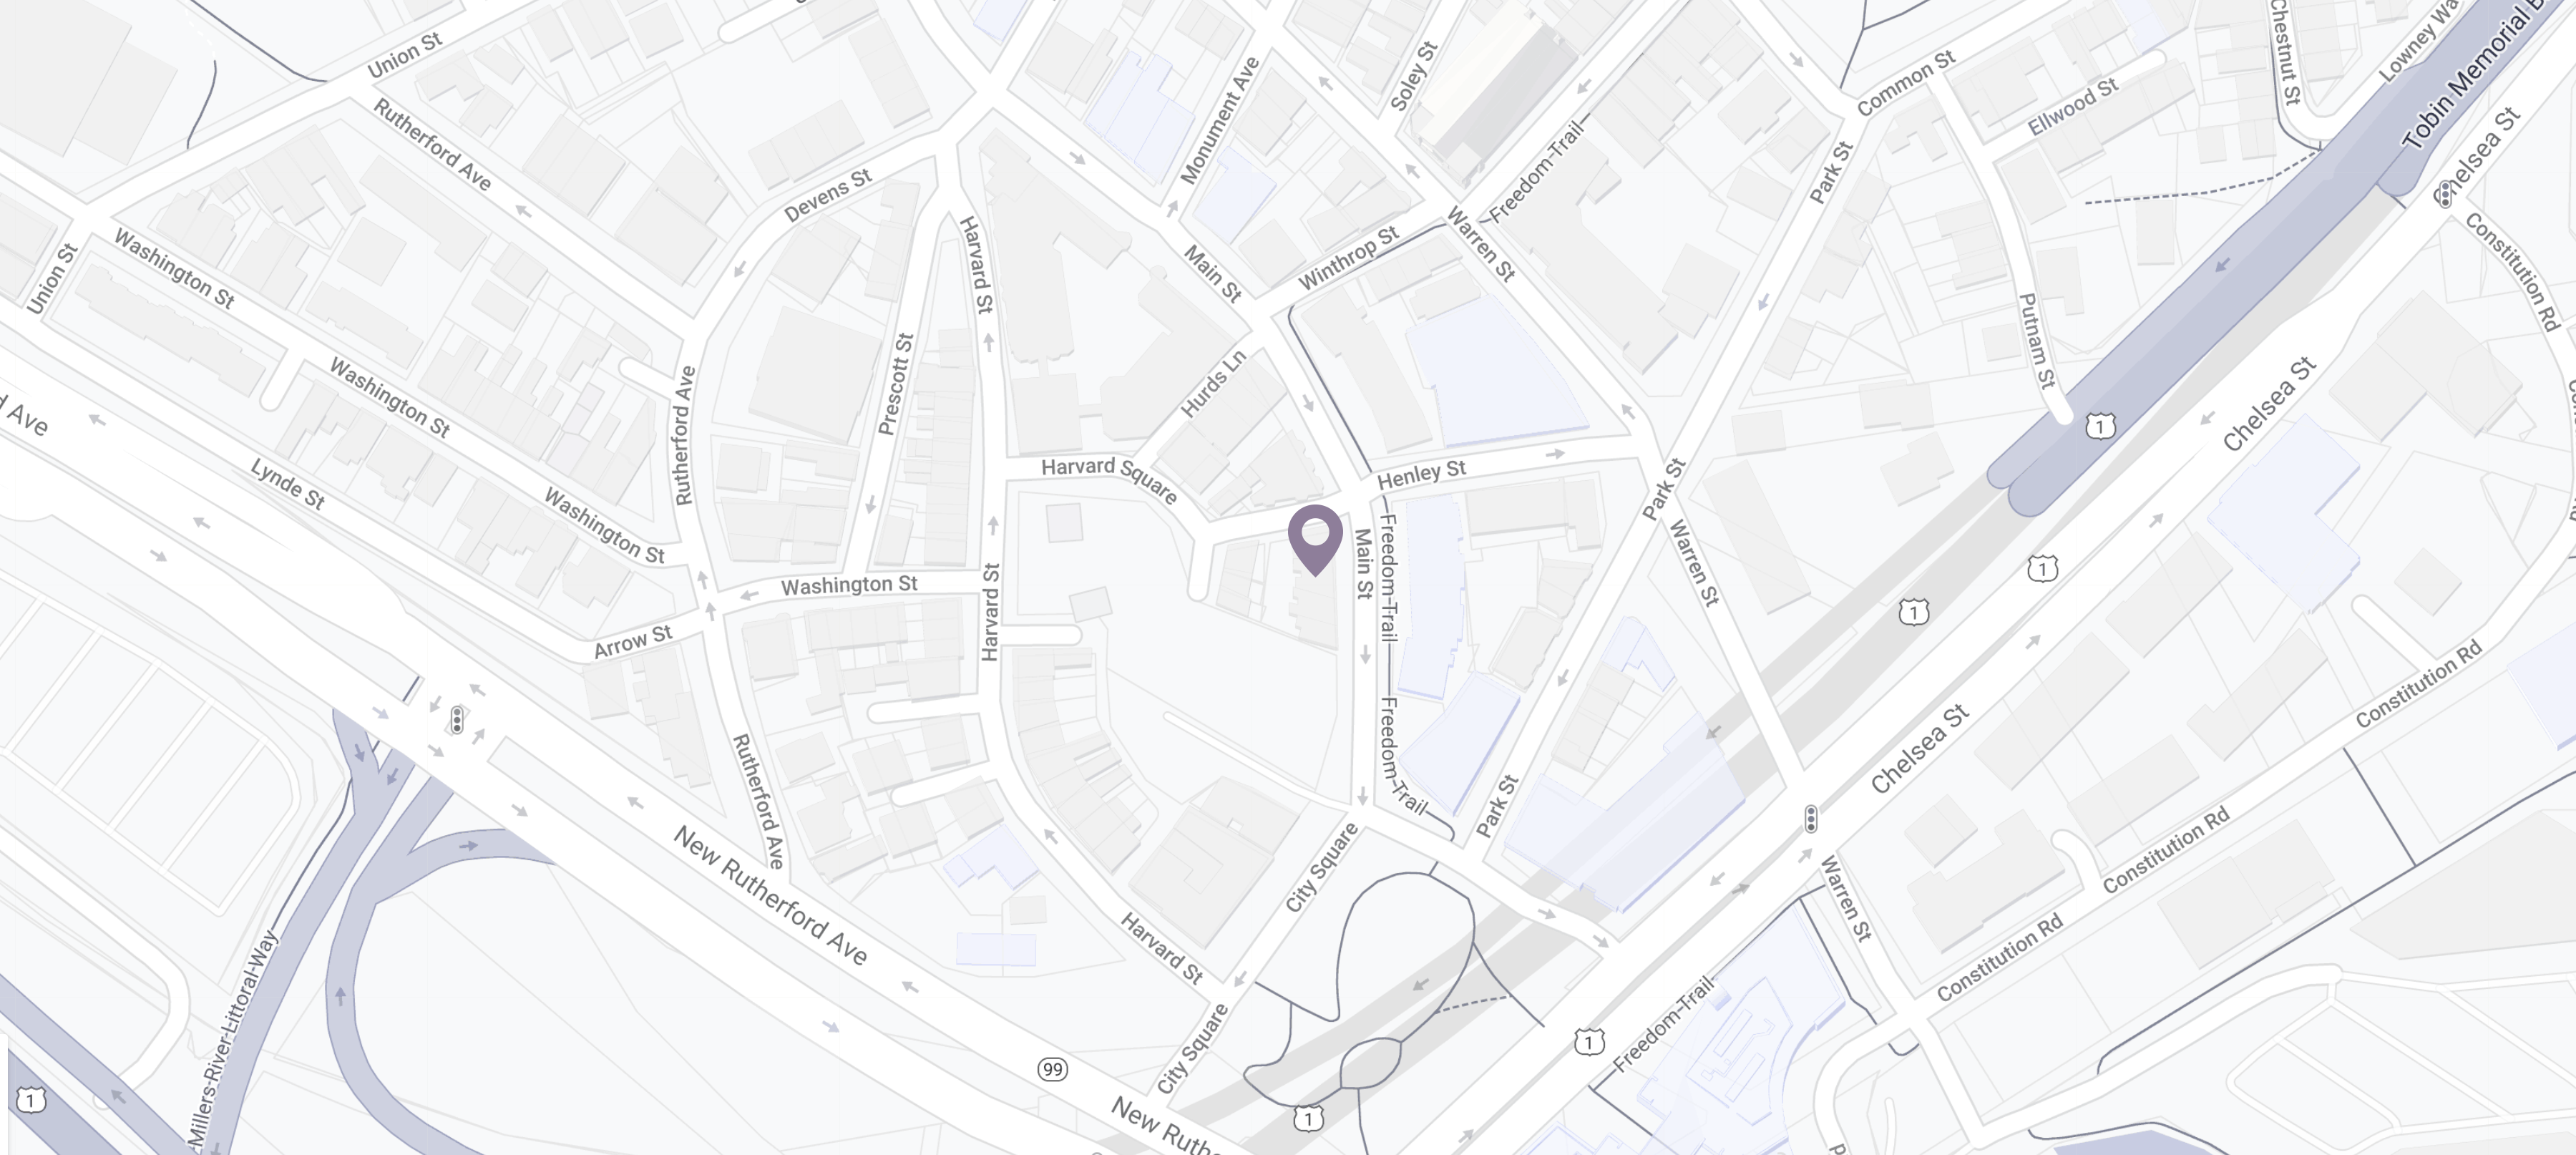 Union St
Rutherford Ave
Monument Ave
Soley St
Freedom-Trail
Common St
Ellwood St
Chestnut St
Lowney Wa
Tobin Memorial B
Chelsea St
Park St
Devens St
Harvard St
Main St
Winthrop St
Warren St
Constitution Rd
Union St
Washington St
Putnam St
Hurds Ln
Prescott St
Rutherford Ave
Washington St
d Ave
Chelsea St
1
Lynde St
Harvard Square
Henley St
Park St
Washington St
Main St
Freedom-Trail
Warren St
1
1
Washington St
Harvard St
Arrow St
Constitution Rd
Freedom-Trail
Chelsea St
Park St
Rutherford Ave
New Rutherford Ave
City Square
Constitution Rd
Warren St
Harvard St
Constitution Rd
Millers-River-Littoral-Way
City Square
Freedom-Trail
1
99
1
1
New Ruthe